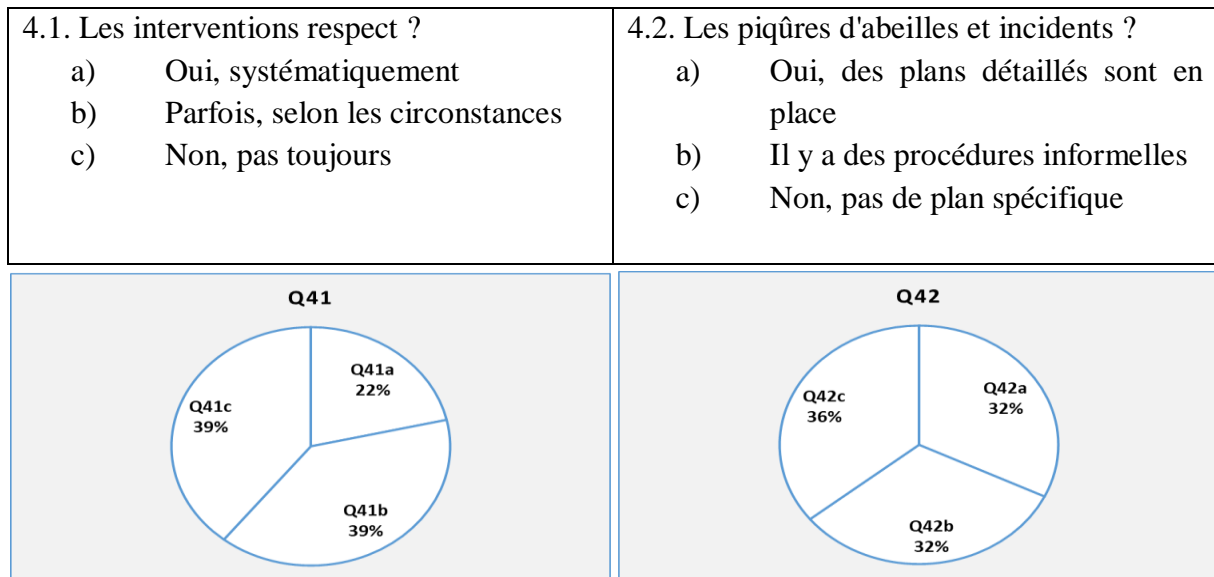 4.1. Les interventions respect ?
a) Oui, systématiquement
b) Parfois, selon les circonstances
c) Non, pas toujours
4.2. Les piqûres d'abeilles et incidents ?
a) Oui, des plans détaillés sont en
place
b) Il y a des procédures informelles
c) Non, pas de plan spécifique
Q41
Q41a
22%
Q41c
39%
Q41b
39%
Q42
Q42a
32%
Q42c
36%
Q42b
32%